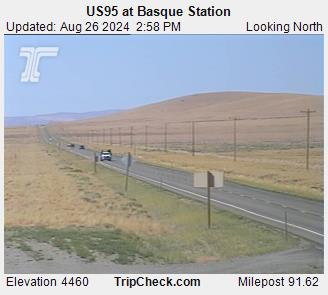 US95 at Basque Station
Updated: Aug 26 2024 2:58 PM Looking North
Elevation 4460 TripCheck.com Milepost 91.62